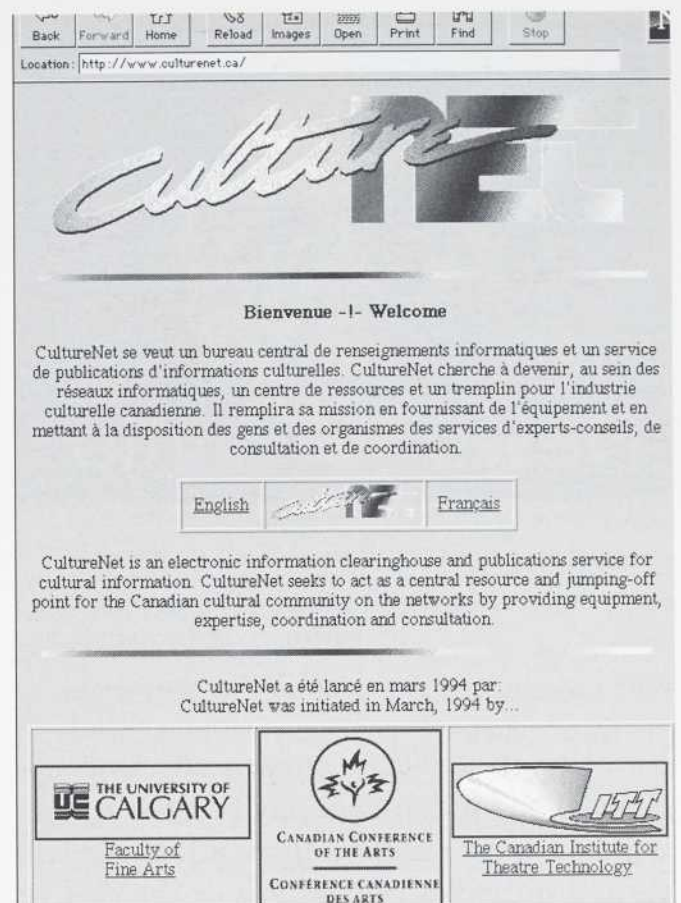 Back Forward Home Reload Images Open Print Find Stop N
Location: http://www.culturenet.ca/
Culture NET
Bienvenue -!- Welcome
CultureNet se veut un bureau central de renseignements informatiques et un service
de publications d'informations culturelles. CultureNet cherche à devenir, au sein des
réseaux informatiques, un centre de ressources et un tremplin pour l'industrie
culturelle canadienne. Il remplira sa mission en fournissant de l'équipement et en
mettant à la disposition des gens et des organismes des services d'experts-conseils, de
consultation et de coordination.
English Culture NET Français
CultureNet is an electronic information clearinghouse and publications service for
cultural information. CultureNet seeks to act as a central resource and jumping-off
point for the Canadian cultural community on the networks by providing equipment,
expertise, coordination and consultation.
CultureNet a été lancé en mars 1994 par:
CultureNet was initiated in March, 1994 by...
UC THE UNIVERSITY OF
CALGARY
Faculty of
Fine Arts
CANADIAN CONFERENCE
OF THE ARTS
CONFÉRENCE CANADIENNE
DES ARTS
ITT
The Canadian Institute for
Theatre Technology